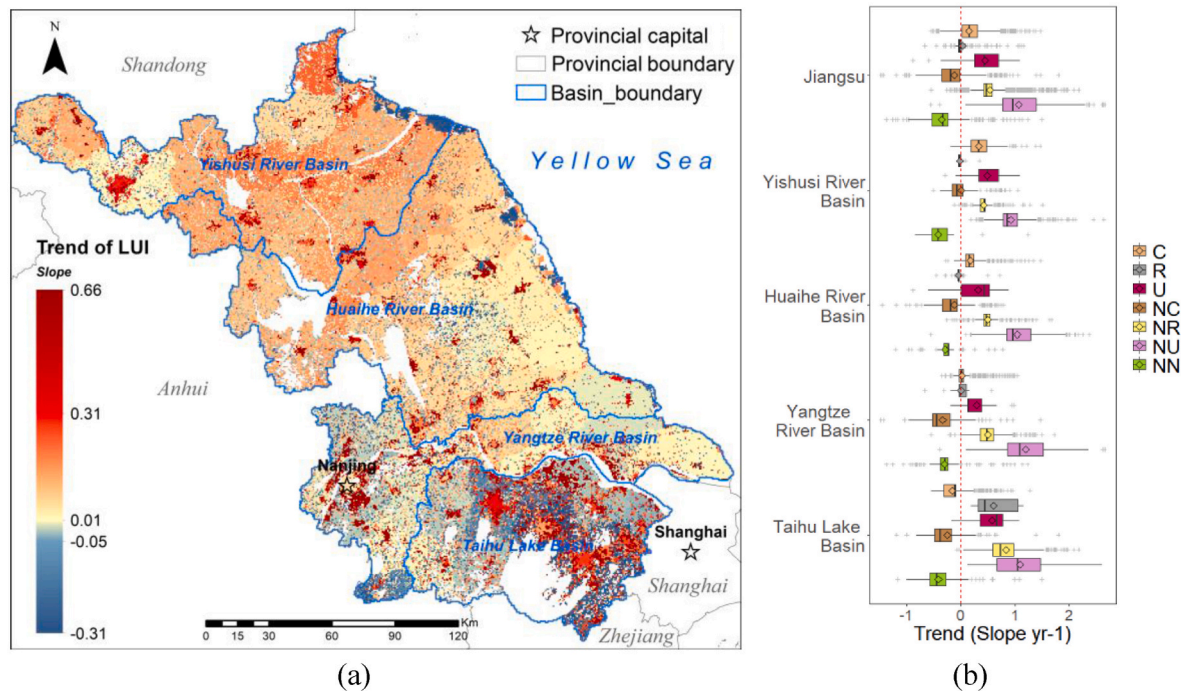 N
Shandong
Provincial capital
Provincial boundary
Basin_boundary
Yishusi River Basin
Yellow Sea
Trend of LUI
Slope
0.66
0.31
0.01
-0.05
-0.31
Huaihe River Basin
Anhui
Yangtze River Basin
Nanjing
Taihu Lake Basin
Shanghai
Shanghai
Zhejiang
0 15 30 60 90 120
Km
(a)
Jiangsu
Yishusi River
Basin
Huaihe River
Basin
Yangtze
River Basin
Taihu Lake
Basin
-1 0 1 2
Trend (Slope yr-1)
C
R
U
NC
NR
NU
NN
(b)